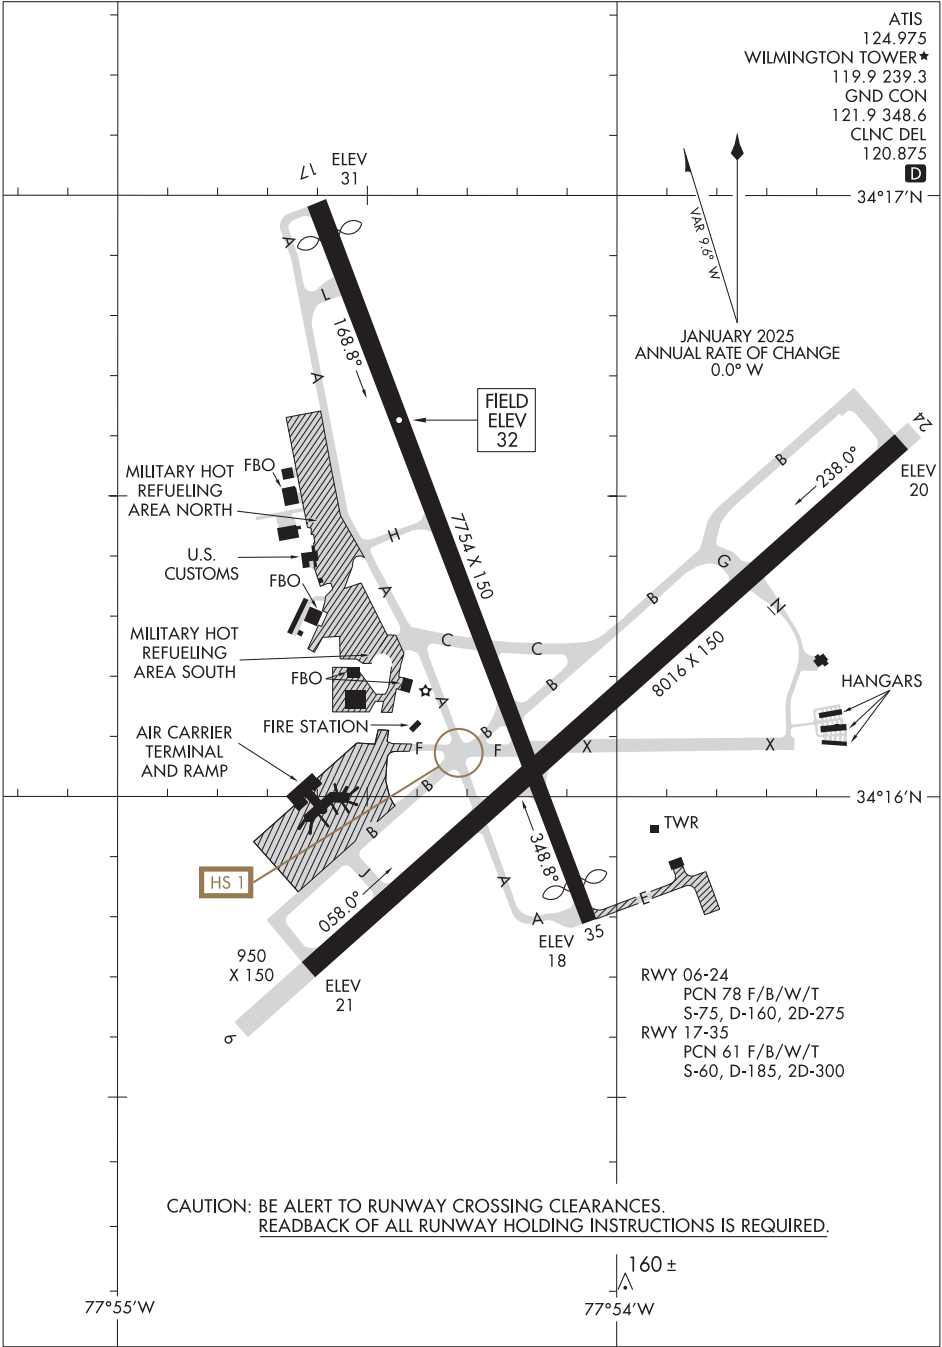 ATIS
124.975
WILMINGTON TOWER★
119.9 239.3
GND CON
121.9 348.6
CLNC DEL
120.875
D
34°17'N
17
ELEV
31
A
L
168.8°
A
VAR 9.6° W
JANUARY 2025
ANNUAL RATE OF CHANGE
0.0° W
FIELD
ELEV
32
24
ELEV
20
B
238.0°
MILITARY HOT
REFUELING
AREA NORTH
FBO
U.S.
CUSTOMS
FBO
H
7754 X 150
A
G
N
B
MILITARY HOT
REFUELING
AREA SOUTH
C
C
8016 X 150
FBO
A
B
HANGARS
FIRE STATION
B
AIR CARRIER
TERMINAL
AND RAMP
F
F
X
X
B
34°16'N
B
TWR
HS 1
J
348.8°
058.0°
A
E
A
35
ELEV
18
950
X 150
ELEV
21
6
RWY 06-24
PCN 78 F/B/W/T
S-75, D-160, 2D-275
RWY 17-35
PCN 61 F/B/W/T
S-60, D-185, 2D-300
CAUTION: BE ALERT TO RUNWAY CROSSING CLEARANCES.
READBACK OF ALL RUNWAY HOLDING INSTRUCTIONS IS REQUIRED.
160 ±
77°55'W
77°54'W